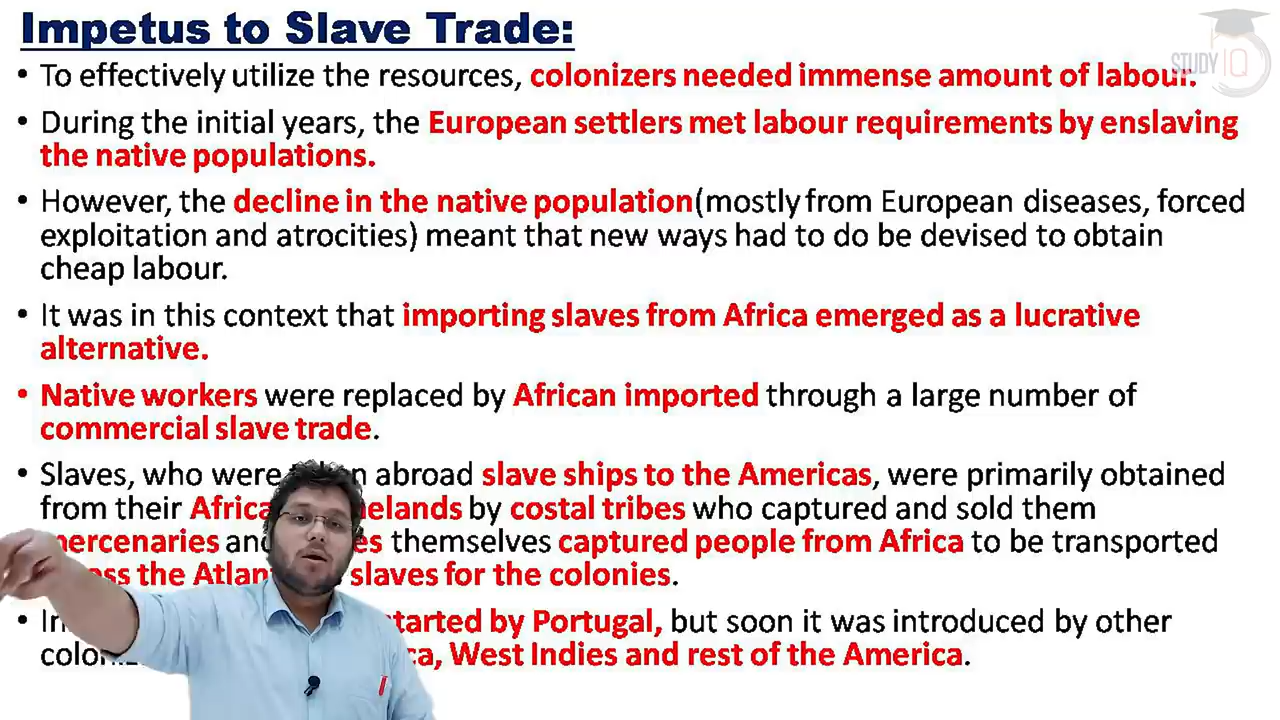 Impetus to Slave Trade:
STUDY IQ
• To effectively utilize the resources, colonizers needed immense amount of labour.
• During the initial years, the European settlers met labour requirements by enslaving
the native populations.
• However, the decline in the native population(mostly from European diseases, forced
exploitation and atrocities) meant that new ways had to do be devised to obtain
cheap labour.
• It was in this context that importing slaves from Africa emerged as a lucrative
alternative.
• Native workers were replaced by African imported through a large number of
commercial slave trade.
• Slaves, who were abroad slave ships to the Americas, were primarily obtained
from their by costal tribes who captured and sold them
themselves captured people from Africa to be transported
the slaves for the colonies.
• by Portugal, but soon it was introduced by other
West Indies and rest of the America.